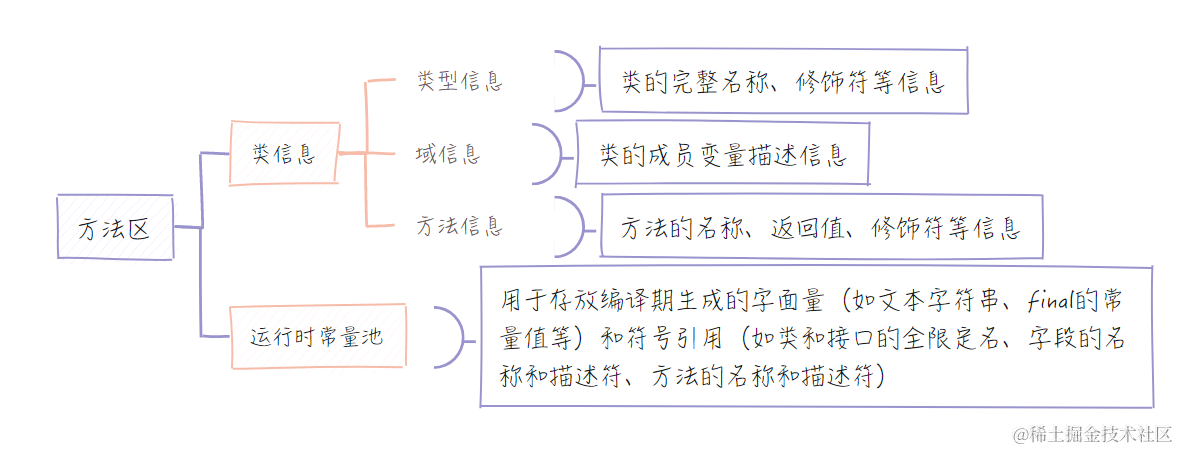 类型信息
类的完整名称、修饰符等信息
类信息
域信息
类的成员变量描述信息
方法区
方法信息
方法的名称、返回值、修饰符等信息
运行时常量池
用于存放编译期生成的字面量（如文本字符串、final的常
量值等）和符号引用（如类和接口的全限定名、字段的名
称和描述符、方法的名称和描述符）
@稀土掘金技术社区